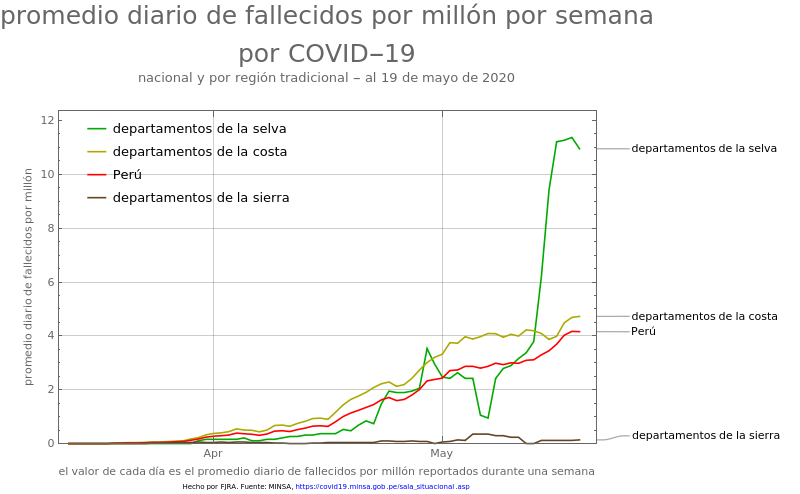 promedio diario de fallecidos por millón por semana
por COVID−19
nacional y por región tradicional − al 19 de mayo de 2020
promedio diario de fallecidos por millón
12
10
8
6
4
2
0
departamentos de la selva
departamentos de la costa
Perú
departamentos de la sierra
departamentos de la selva
departamentos de la costa
Perú
departamentos de la sierra
Apr
May
el valor de cada día es el promedio diario de fallecidos por millón reportados durante una semana
Hecho por FJRA. Fuente: MINSA, https://covid19.minsa.gob.pe/sala_situacional.asp